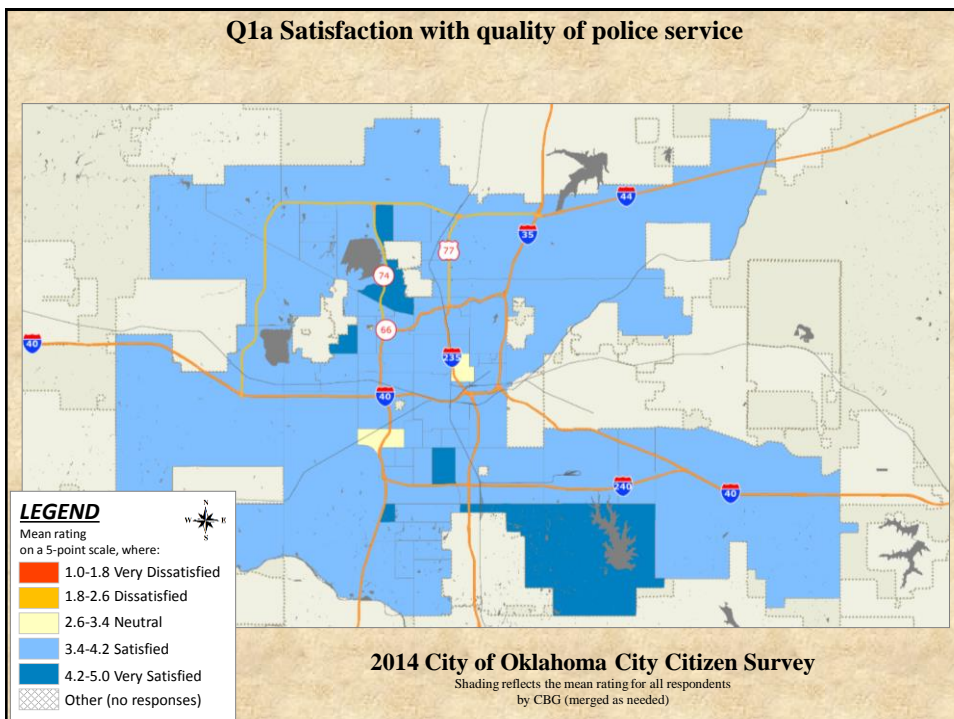 Q1a Satisfaction with quality of police service
44
35
77
74
66
40
235
40
240
40
LEGEND
N
W E
S
Mean rating
on a 5-point scale, where:
1.0-1.8 Very Dissatisfied
1.8-2.6 Dissatisfied
2.6-3.4 Neutral
3.4-4.2 Satisfied
4.2-5.0 Very Satisfied
Other (no responses)
2014 City of Oklahoma City Citizen Survey
Shading reflects the mean rating for all respondents
by CBG (merged as needed)